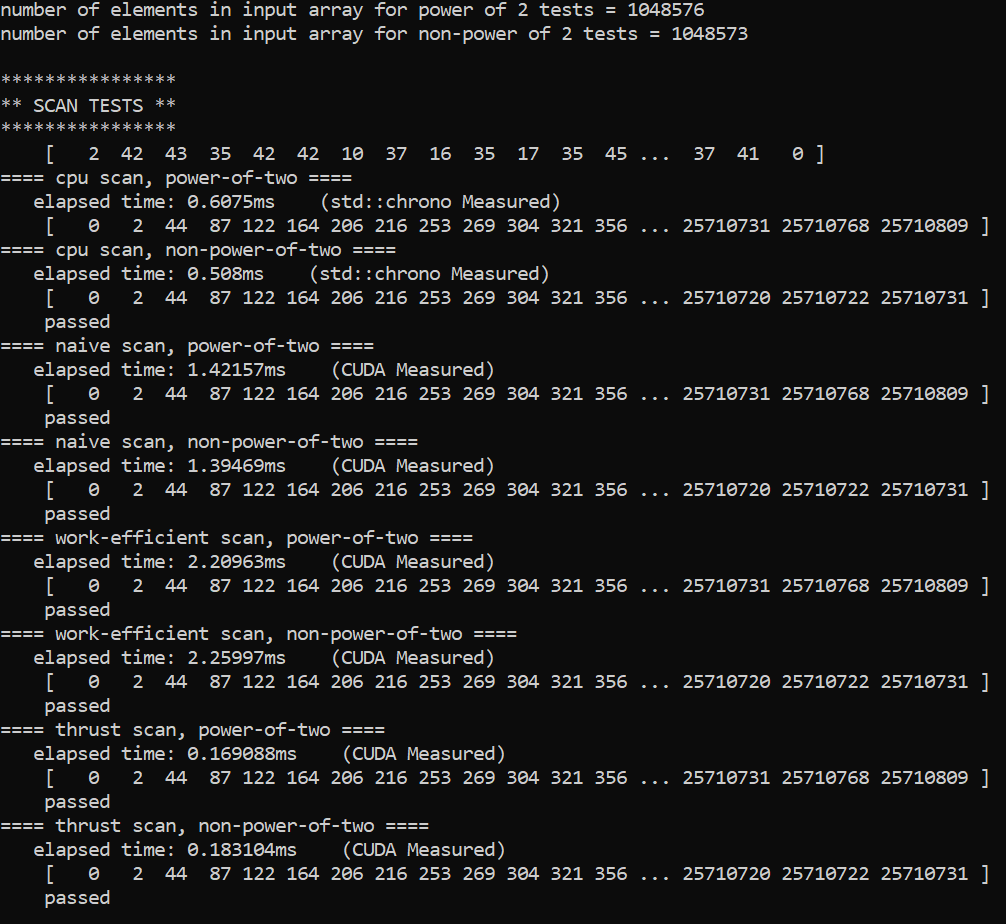 number of elements in input array for power of 2 tests = 1048576
number of elements in input array for non-power of 2 tests = 1048573
****************
** SCAN TESTS **
****************
[   2  42  43  35  42  42  10  37  16  35  17  35  45 ...  37  41   0 ]
==== cpu scan, power-of-two ====
elapsed time: 0.6075ms    (std::chrono Measured)
[   0   2  44  87 122 164 206 216 253 269 304 321 356 ... 25710731 25710768 25710809 ]
==== cpu scan, non-power-of-two ====
elapsed time: 0.508ms    (std::chrono Measured)
[   0   2  44  87 122 164 206 216 253 269 304 321 356 ... 25710720 25710722 25710731 ]
passed
==== naive scan, power-of-two ====
elapsed time: 1.42157ms    (CUDA Measured)
[   0   2  44  87 122 164 206 216 253 269 304 321 356 ... 25710731 25710768 25710809 ]
passed
==== naive scan, non-power-of-two ====
elapsed time: 1.39469ms    (CUDA Measured)
[   0   2  44  87 122 164 206 216 253 269 304 321 356 ... 25710720 25710722 25710731 ]
passed
==== work-efficient scan, power-of-two ====
elapsed time: 2.20963ms    (CUDA Measured)
[   0   2  44  87 122 164 206 216 253 269 304 321 356 ... 25710731 25710768 25710809 ]
passed
==== work-efficient scan, non-power-of-two ====
elapsed time: 2.25997ms    (CUDA Measured)
[   0   2  44  87 122 164 206 216 253 269 304 321 356 ... 25710720 25710722 25710731 ]
passed
==== thrust scan, power-of-two ====
elapsed time: 0.169088ms    (CUDA Measured)
[   0   2  44  87 122 164 206 216 253 269 304 321 356 ... 25710731 25710768 25710809 ]
passed
==== thrust scan, non-power-of-two ====
elapsed time: 0.183104ms    (CUDA Measured)
[   0   2  44  87 122 164 206 216 253 269 304 321 356 ... 25710720 25710722 25710731 ]
passed